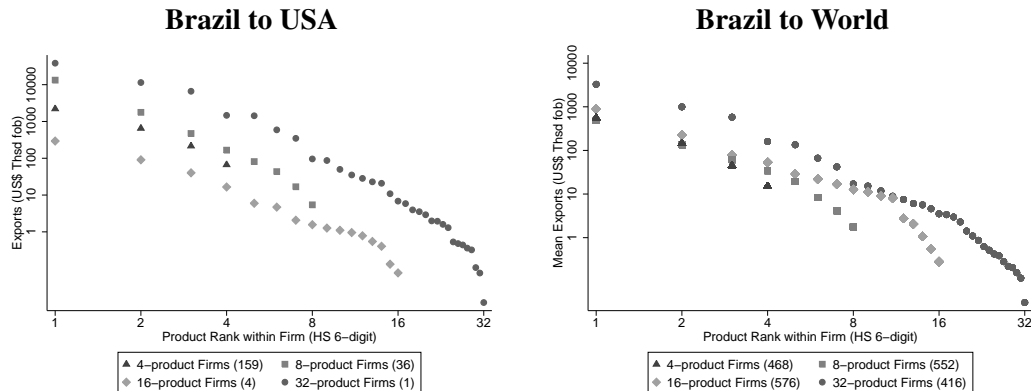 Brazil to USA
Exports (US$ Thsd fob)
10000
1000
100
10
1
1 2 4 8 16 32
Product Rank within Firm (HS 6−digit)
4−product Firms (159) 8−product Firms (36)
16−product Firms (4) 32−product Firms (1)
Brazil to World
Mean Exports (US$ Thsd fob)
10000
1000
100
10
1
1 2 4 8 16 32
Product Rank within Firm (HS 6−digit)
4−product Firms (468) 8−product Firms (552)
16−product Firms (576) 32−product Firms (416)